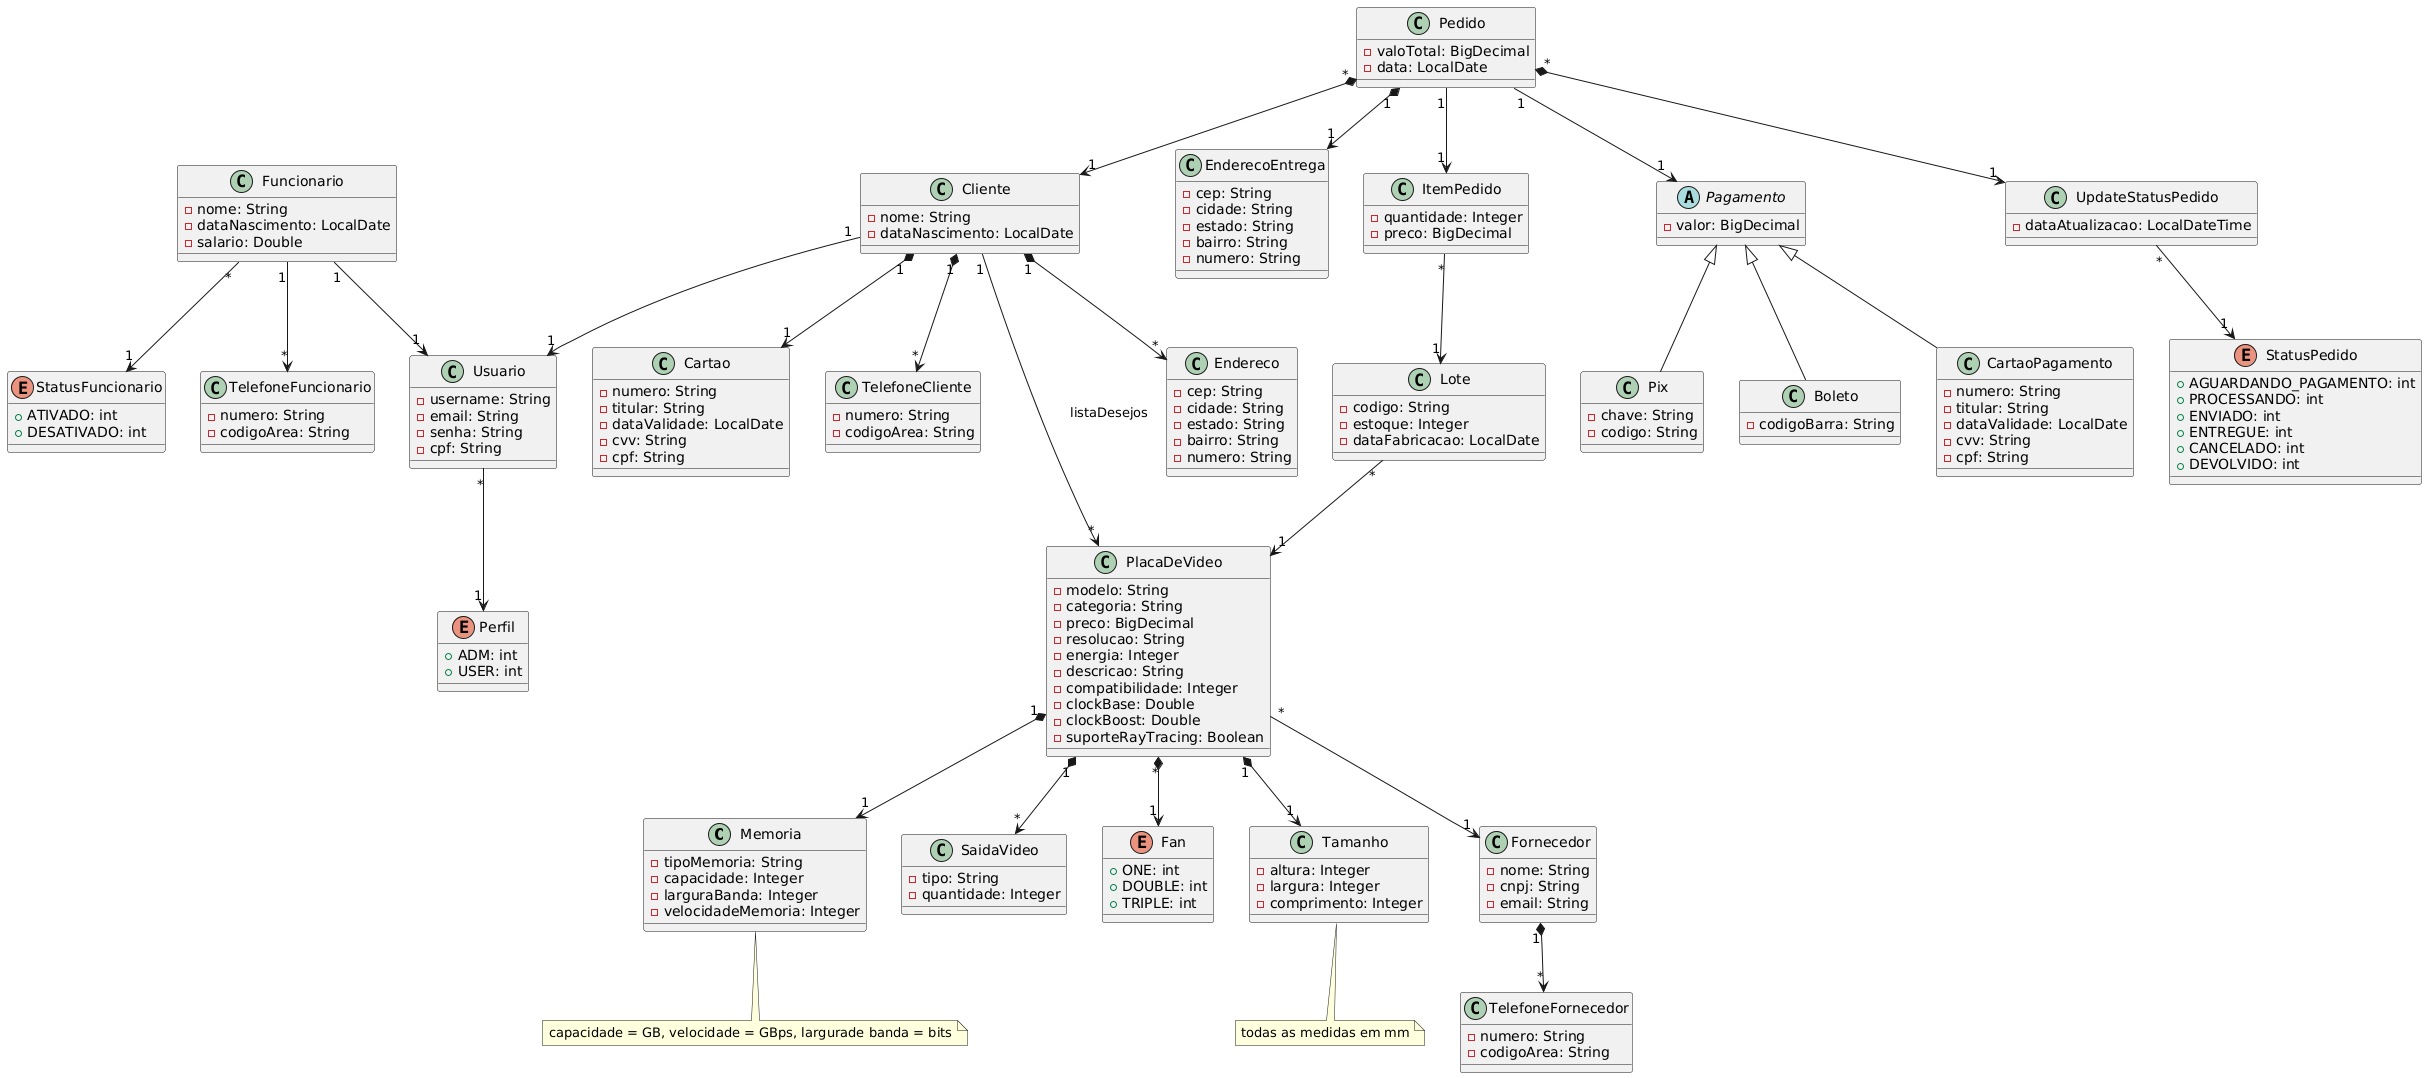 C Pedido
valoTotal: BigDecimal
data: LocalDate
* 1 1 1 *
1 1 1 1 1
C Funcionario
nome: String
dataNascimento: LocalDate
salario: Double
* 1 1
1 * 1
C Cliente
nome: String
dataNascimento: LocalDate
1 1 1 1 1
1 1 * * *
listaDesejos
C EnderecoEntrega
cep: String
cidade: String
estado: String
bairro: String
numero: String
C ItemPedido
quantidade: Integer
preco: BigDecimal
*
1
A Pagamento
valor: BigDecimal
C UpdateStatusPedido
dataAtualizacao: LocalDateTime
*
1
E StatusFuncionario
ATIVADO: int
DESATIVADO: int
C TelefoneFuncionario
numero: String
codigoArea: String
C Usuario
username: String
email: String
senha: String
cpf: String
*
1
C Cartao
numero: String
titular: String
dataValidade: LocalDate
cvv: String
cpf: String
C TelefoneCliente
numero: String
codigoArea: String
C Endereco
cep: String
cidade: String
estado: String
bairro: String
numero: String
C Lote
codigo: String
estoque: Integer
dataFabricacao: LocalDate
*
1
C Pix
chave: String
codigo: String
C Boleto
codigoBarra: String
C CartaoPagamento
numero: String
titular: String
dataValidade: LocalDate
cvv: String
cpf: String
E StatusPedido
AGUARDANDO_PAGAMENTO: int
PROCESSANDO: int
ENVIADO: int
ENTREGUE: int
CANCELADO: int
DEVOLVIDO: int
E Perfil
ADM: int
USER: int
C PlacaDeVideo
modelo: String
categoria: String
preco: BigDecimal
resolucao: String
energia: Integer
descricao: String
compatibilidade: Integer
clockBase: Double
clockBoost: Double
suporteRayTracing: Boolean
1 1 * 1 *
1 * 1 1 1
C Memoria
tipoMemoria: String
capacidade: Integer
larguraBanda: Integer
velocidadeMemoria: Integer
C SaidaVideo
tipo: String
quantidade: Integer
E Fan
ONE: int
DOUBLE: int
TRIPLE: int
C Tamanho
altura: Integer
largura: Integer
comprimento: Integer
C Fornecedor
nome: String
cnpj: String
email: String
1
*
capacidade = GB, velocidade = GBps, largurade banda = bits
todas as medidas em mm
C TelefoneFornecedor
numero: String
codigoArea: String